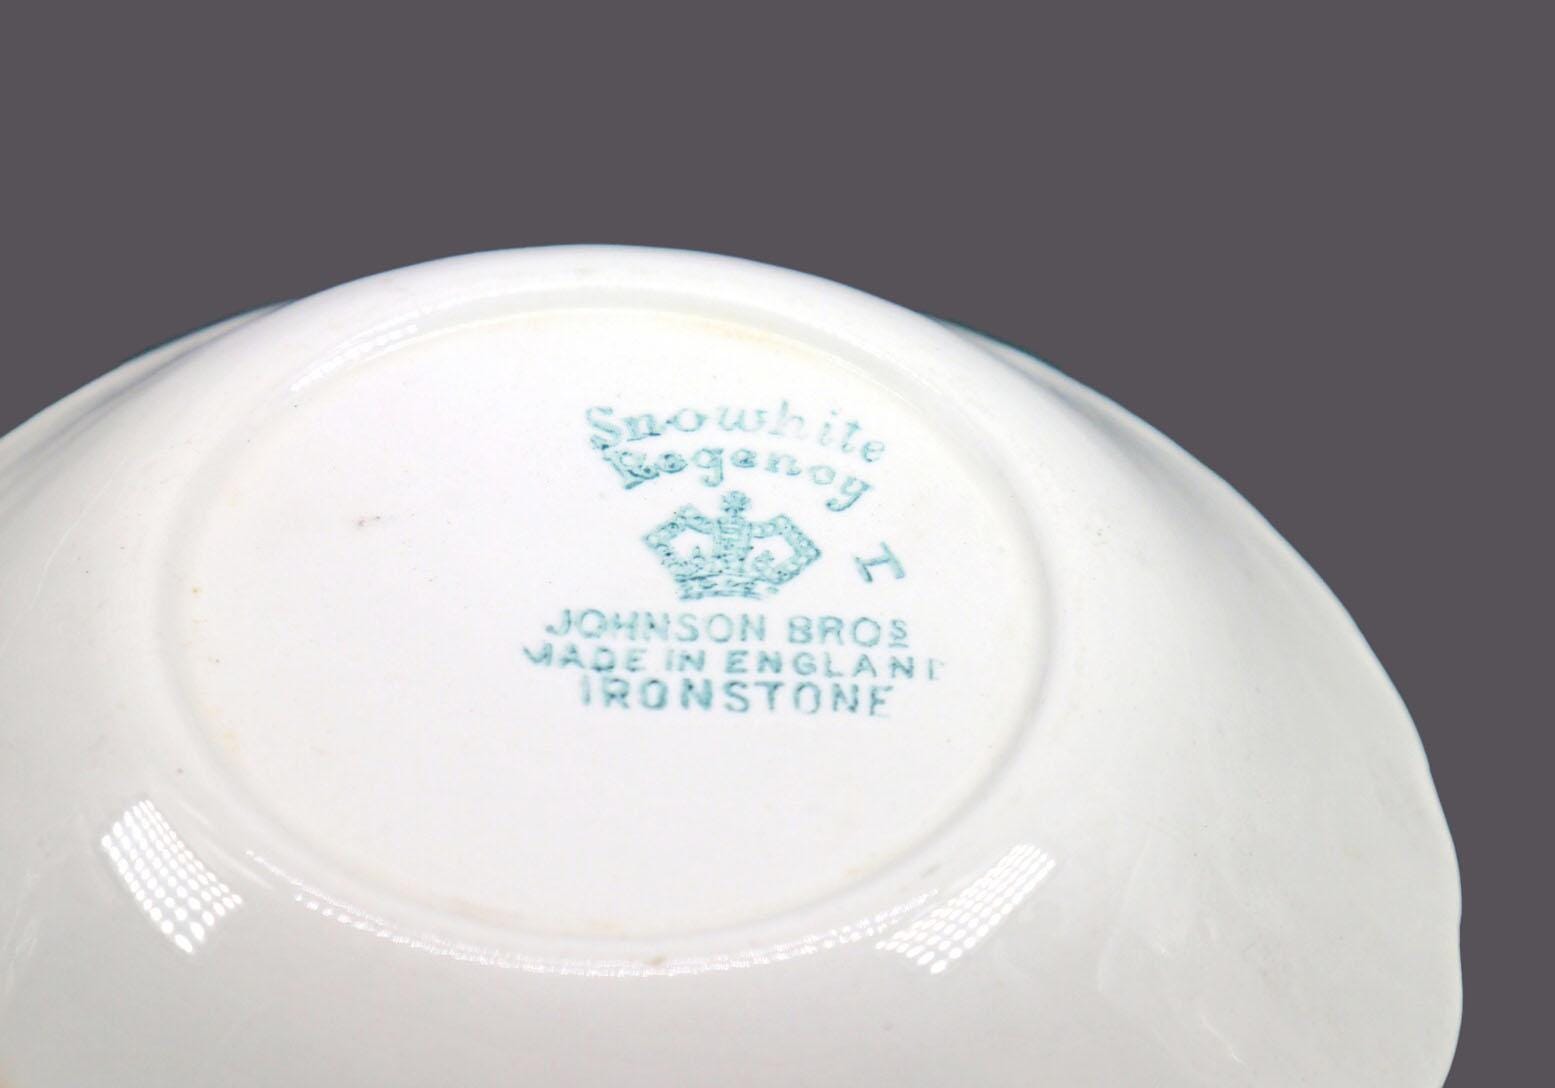 Snowhite
Regency
I
JOHNSON BROS
MADE IN ENGLAND
IRONSTONE